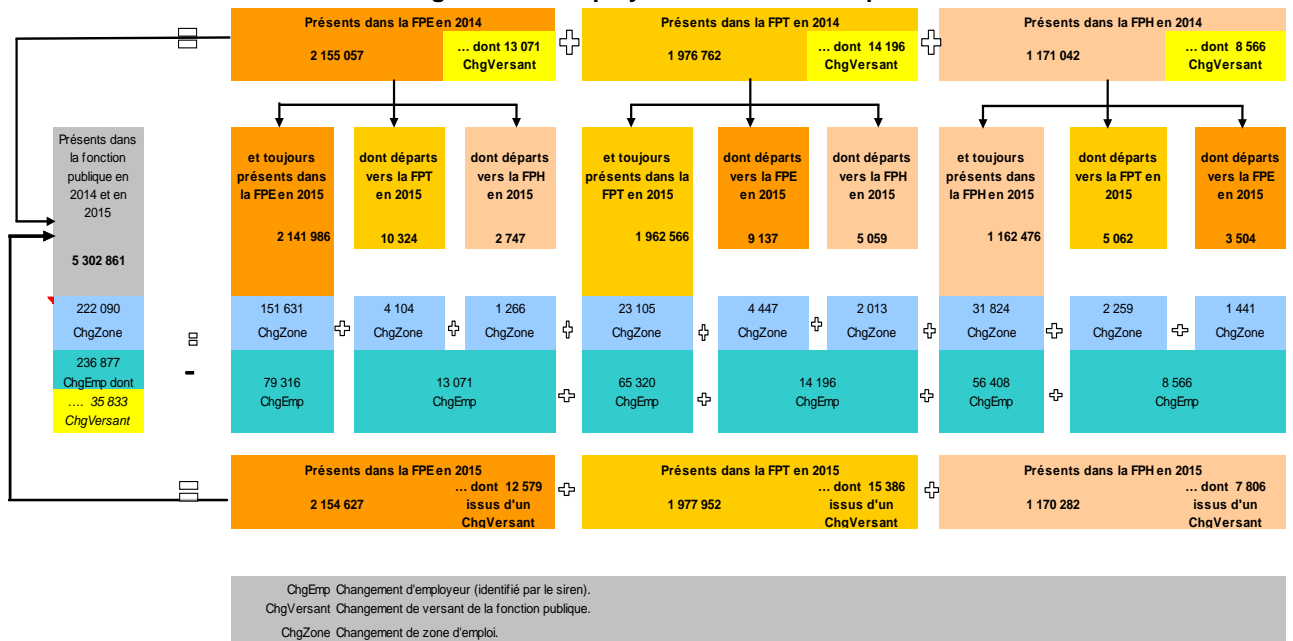 Présents dans la FPE en 2014
2 155 057
... dont 13 071
ChgVersant
Présents dans la FPT en 2014
1 976 762
... dont 14 196
ChgVersant
Présents dans la FPH en 2014
1 171 042
... dont 8 566
ChgVersant
Présents dans
la fonction
publique en
2014 et en
2015
5 302 861
et toujours
présents dans
la FPE en 2015
2 141 986
dont départs
vers la FPT
en 2015
10 324
dont départs
vers la FPH
en 2015
2 747
et toujours
présents dans la
FPT en 2015
1 962 566
dont départs
vers la FPE
en 2015
9 137
dont départs
vers la FPH
en 2015
5 059
et toujours
présents dans
la FPH en 2015
1 162 476
dont départs
vers la FPT en
2015
5 062
dont départs
vers la FPE
en 2015
3 504
222 090
ChgZone
151 631
ChgZone
4 104
ChgZone
1 266
ChgZone
23 105
ChgZone
4 447
ChgZone
2 013
ChgZone
31 824
ChgZone
2 259
ChgZone
1 441
ChgZone
236 877
ChgEmp dont
.... 35 833
ChgVersant
79 316
ChgEmp
13 071
ChgEmp
65 320
ChgEmp
14 196
ChgEmp
56 408
ChgEmp
8 566
ChgEmp
Présents dans la FPE en 2015
2 154 627
... dont 12 579
issus d'un
ChgVersant
Présents dans la FPT en 2015
1 977 952
... dont 15 386
issus d'un
ChgVersant
Présents dans la FPH en 2015
1 170 282
... dont 7 806
issus d'un
ChgVersant
ChgEmp Changement d'employeur (identifié par le siren).
ChgVersant Changement de versant de la fonction publique.
ChgZone Changement de zone d'emploi.